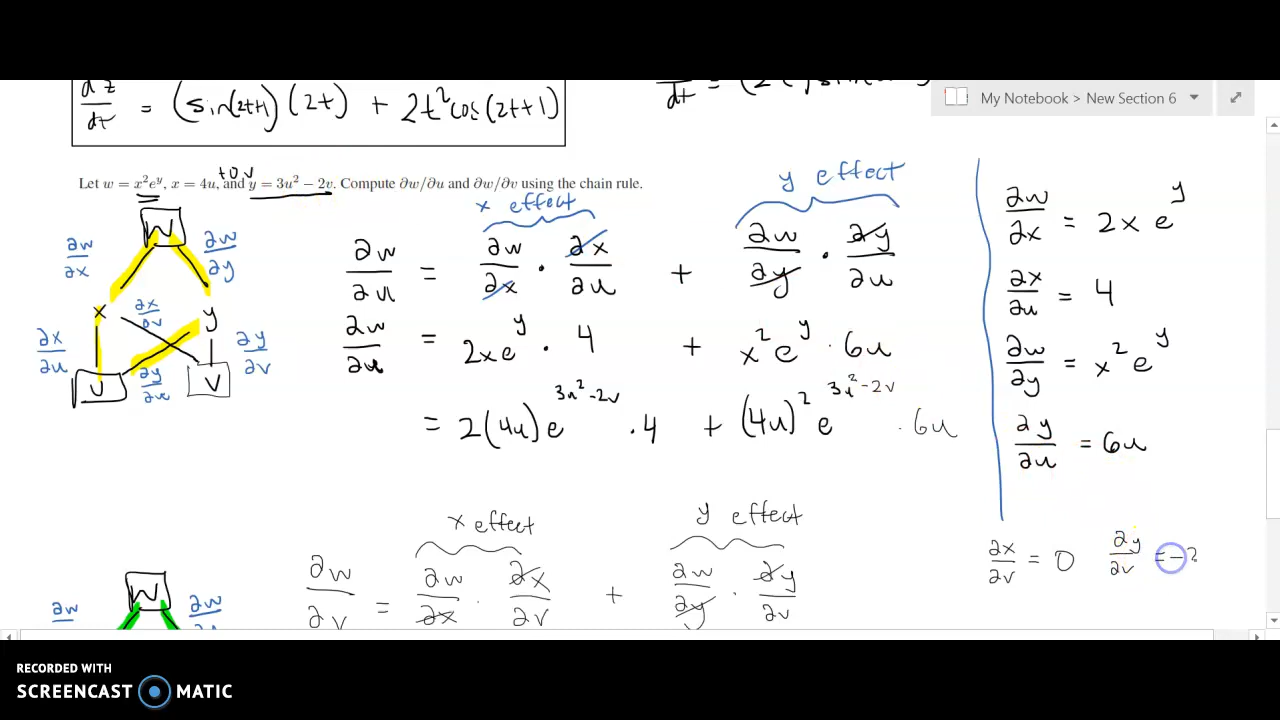 dz/dt = (sin(2t+1)(2t) + 2t² cos(2t+1)
My Notebook > New Section 6
+0v
Let w = x²e^y, x = 4u, and y = 3u² − 2v. Compute ∂w/∂u and ∂w/∂v using the chain rule.
x effect
y effect
W
∂w/∂x
∂w/∂y
x
y
∂x/∂u
∂x/∂v
∂y/∂u
∂y/∂v
U
V
∂w/∂u = ∂w/∂x · ∂x/∂u + ∂w/∂y · ∂y/∂u
∂w/∂u = 2xe^y · 4 + x²e^y · 6u
= 2(4u)e^(3u²-2v) · 4 + (4u)²e^(3u²-2v) · 6u
∂w/∂x = 2xe^y
∂x/∂u = 4
∂w/∂y = x²e^y
∂y/∂u = 6u
x effect
y effect
∂w/∂v = ∂w/∂x · ∂x/∂v + ∂w/∂y · ∂y/∂v
∂x/∂v = 0
∂y/∂v = -2
W
∂w
∂w
RECORDED WITH
SCREENCAST MATIC